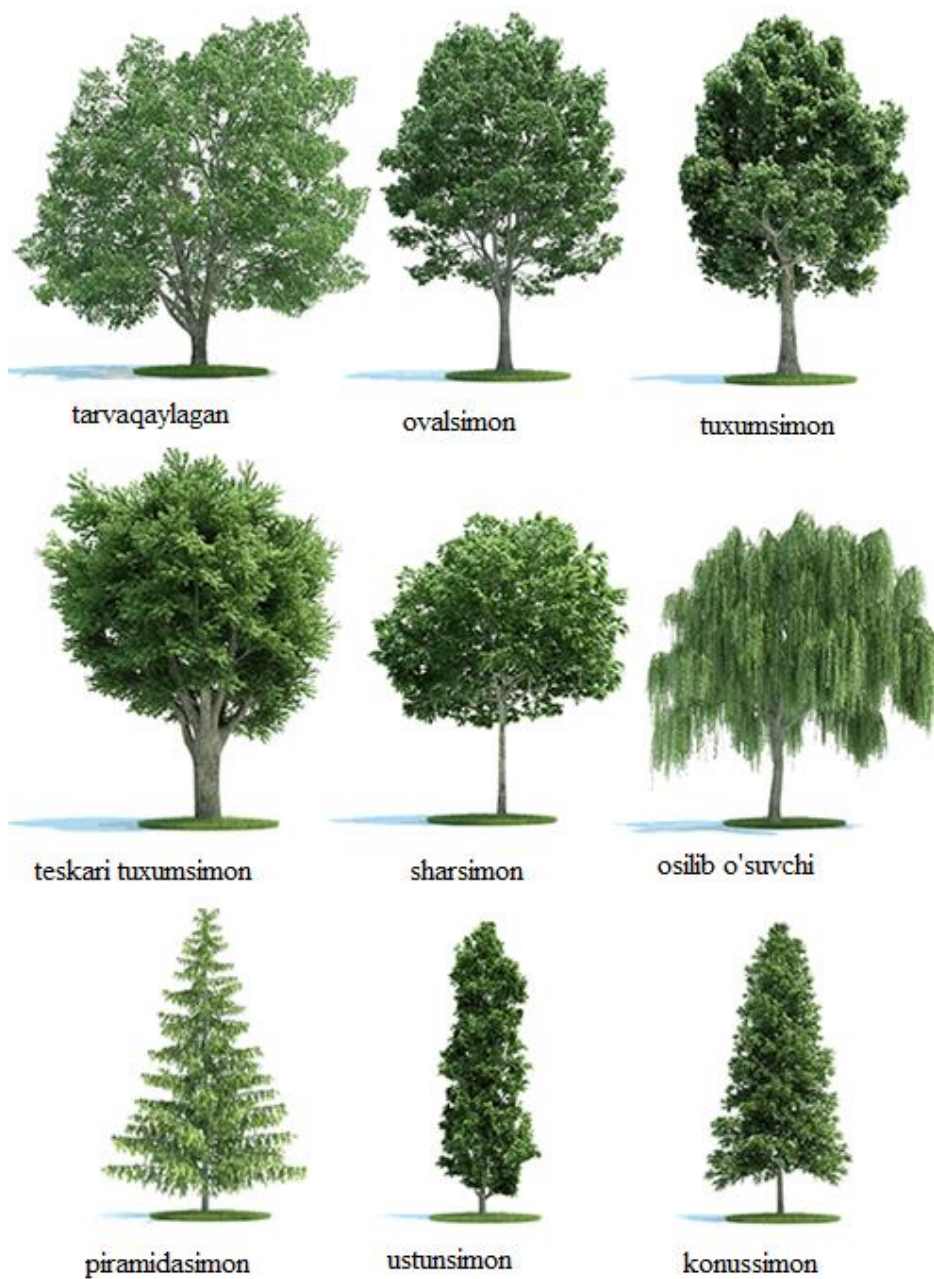 tarvaqaylagan
ovalsimon
tuxumsimon
teskari tuxumsimon
sharsimon
osilib o'suvchi
piramidasimon
ustunsimon
konussimon